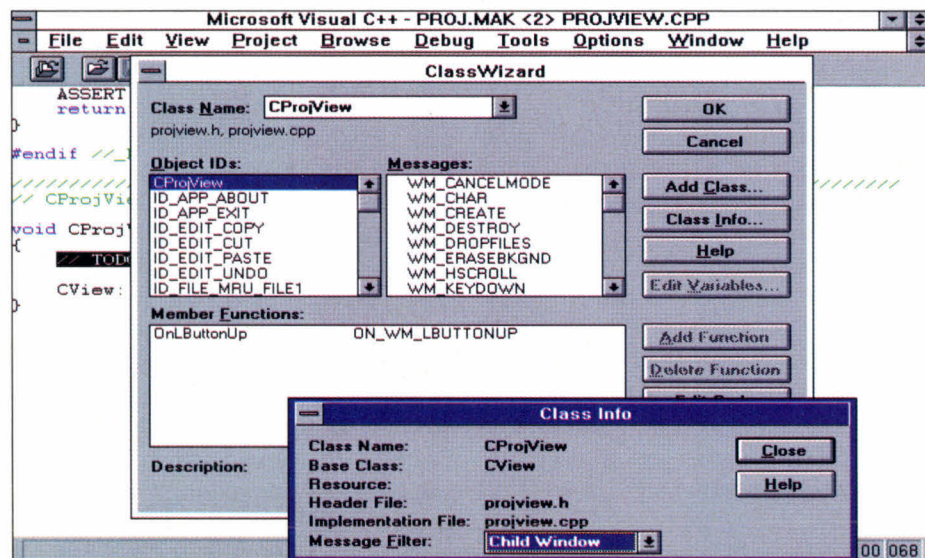 Microsoft Visual C++ - PROJ.MAK <2> PROJVIEW.CPP
File Edit View Project Browse Debug Tools Options Window Help
ClassWizard
ASSERT
return
}
#endif
Class Name: CProjView
projview.h, projview.cpp
OK
Cancel
Object IDs: Messages:
CProjView WM_CANCELMODE
ID_APP_ABOUT WM_CHAR
ID_APP_EXIT WM_CREATE
ID_EDIT_COPY WM_DESTROY
ID_EDIT_CUT WM_DROPFILES
ID_EDIT_PASTE WM_ERASEBKGND
ID_EDIT_UNDO WM_HSCROLL
ID_FILE_MRU_FILE1 WM_KEYDOWN
Add Class...
Class Info...
Help
Edit Variables...
void
{
// TODO
CView:
}
Member Functions:
OnLButtonUp ON_WM_LBUTTONUP
Add Function
Delete Function
Description:
Class Info
Class Name: CProjView
Base Class: CView
Resource:
Header File: projview.h
Implementation File: projview.cpp
Message Filter: Child Window
Close
Help
00 068